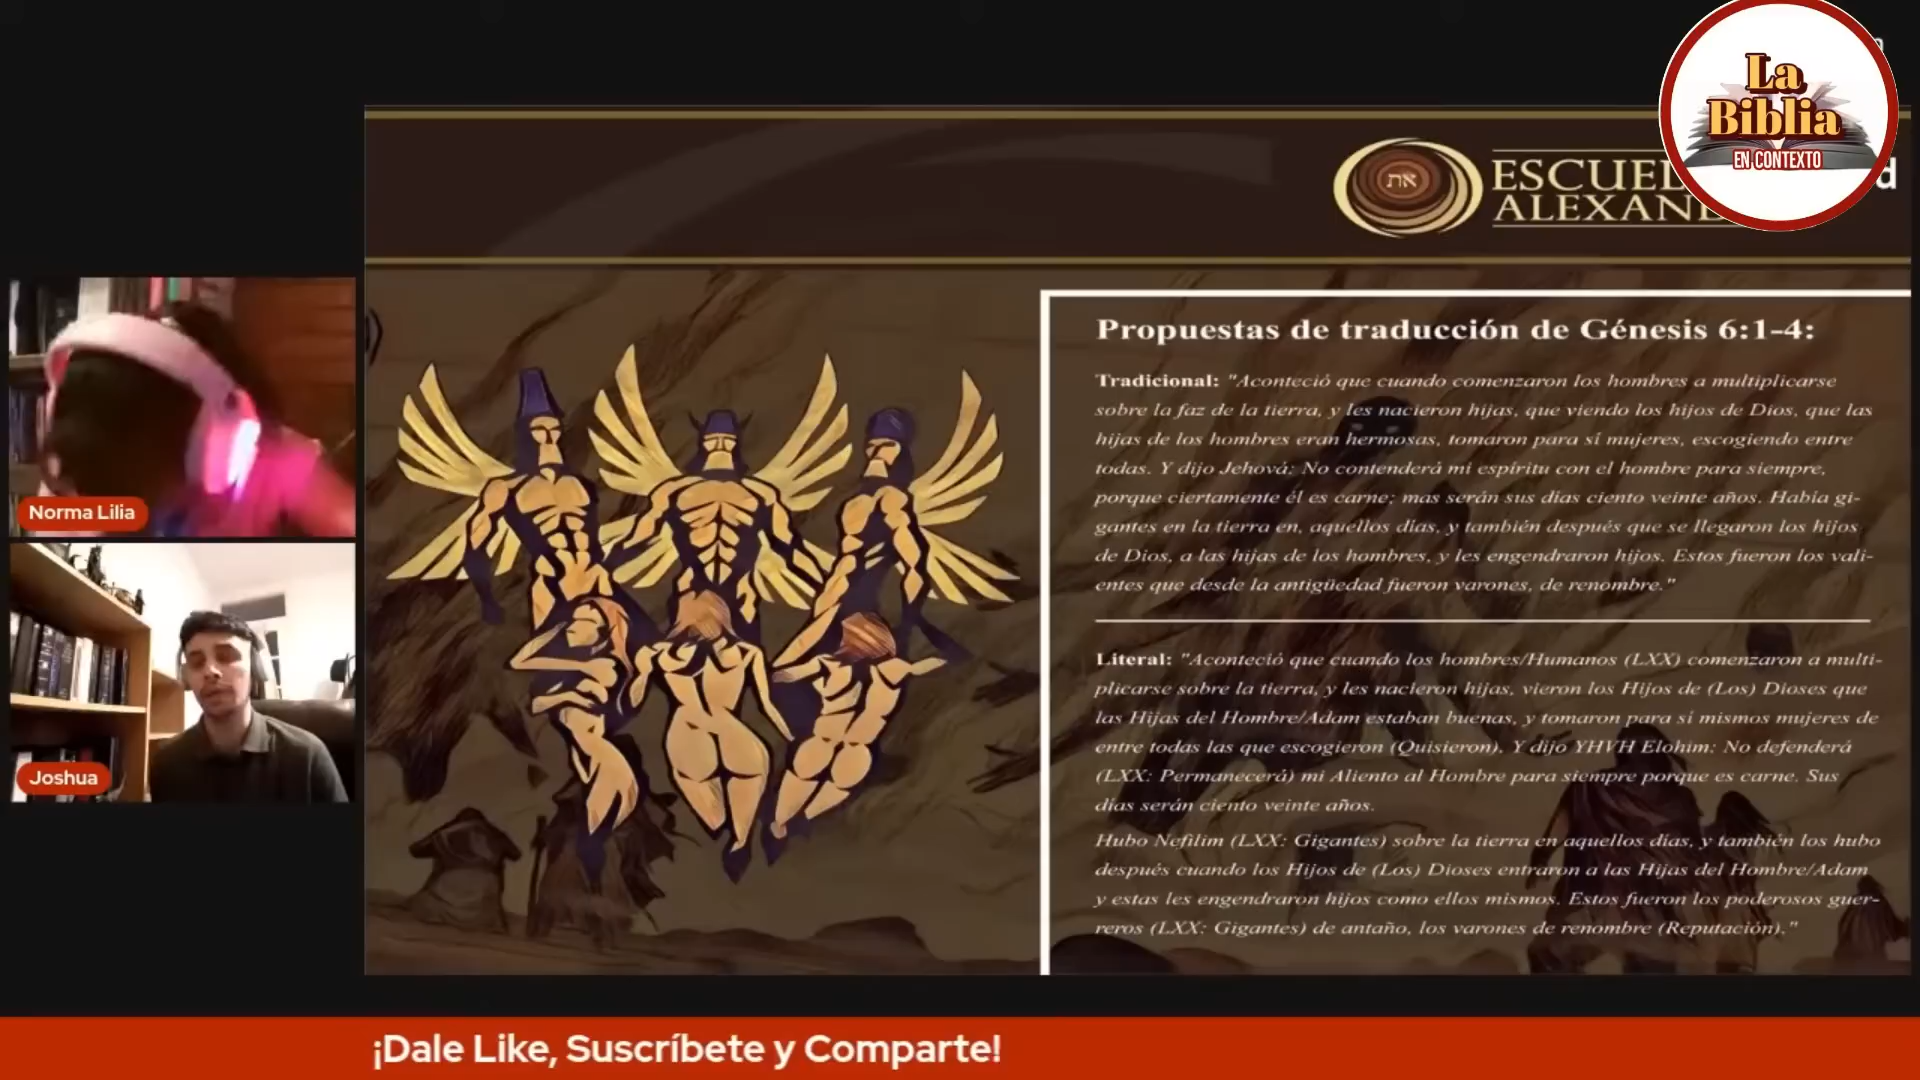 La
Biblia
EN CONTEXTO
את
ESCUEL
ALEXAN
d
Norma Lilia
Joshua
Propuestas de traducción de Génesis 6:1-4:
Tradicional: "Aconteció que cuando comenzaron los hombres a multiplicarse
sobre la faz de la tierra, y les nacieron hijas, que viendo los hijos de Dios, que las
hijas de los hombres eran hermosas, tomaron para sí mujeres, escogiendo entre
todas. Y dijo Jehová: No contenderá mi espíritu con el hombre para siempre,
porque ciertamente él es carne; mas serán sus días ciento veinte años. Había gi-
gantes en la tierra en, aquellos días, y también después que se llegaron los hijos
de Dios, a las hijas de los hombres, y les engendraron hijos. Estos fueron los vali-
entes que desde la antigüedad fueron varones, de renombre."
Literal: "Aconteció que cuando los hombres/Humanos (LXX) comenzaron a multi-
plicarse sobre la tierra, y les nacieron hijas, vieron los Hijos de (Los) Dioses que
las Hijas del Hombre/Adam estaban buenas, y tomaron para sí mismos mujeres de
entre todas las que escogieron (Quisieron). Y dijo YHVH Elohim: No defenderá
(LXX: Permanecerá) mi Aliento al Hombre para siempre porque es carne. Sus
días serán ciento veinte años.
Hubo Nefilim (LXX: Gigantes) sobre la tierra en aquellos días, y también los hubo
después cuando los Hijos de (Los) Dioses entraron a las Hijas del Hombre/Adam
y estas les engendraron hijos como ellos mismos. Estos fueron los poderosos guer-
reros (LXX: Gigantes) de antaño, los varones de renombre (Reputación)."
¡Dale Like, Suscríbete y Comparte!